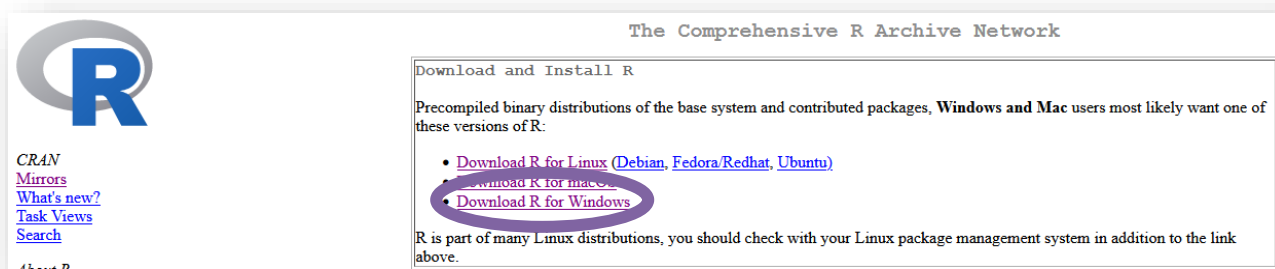 R
The Comprehensive R Archive Network
Download and Install R
Precompiled binary distributions of the base system and contributed packages, Windows and Mac users most likely want one of
these versions of R:
• Download R for Linux (Debian, Fedora/Redhat, Ubuntu)
• Download R for macOS
• Download R for Windows
R is part of many Linux distributions, you should check with your Linux package management system in addition to the link
above.
CRAN
Mirrors
What's new?
Task Views
Search
About R